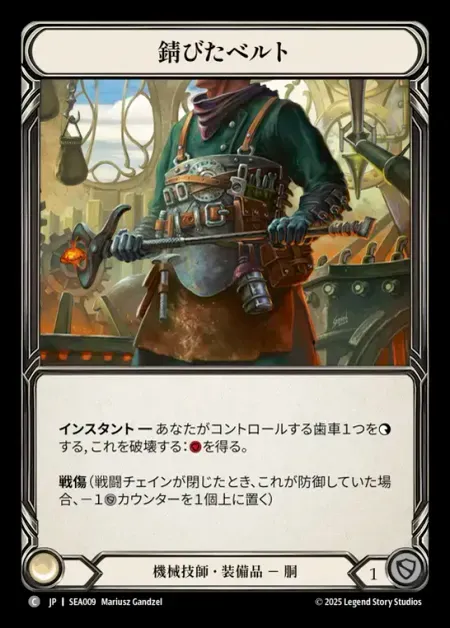 錆びたベルト
インスタント ー あなたがコントロールする歯車1つを
する, これを破壊する: を得る。
戦傷 (戦闘チェインが閉じたとき、これが防御していた場
合、-1カウンターを1個上に置く)
機械技師・装備品 ー 胴
1
C JP | SEA009 Mariusz Gandzel
© 2025 Legend Story Studios